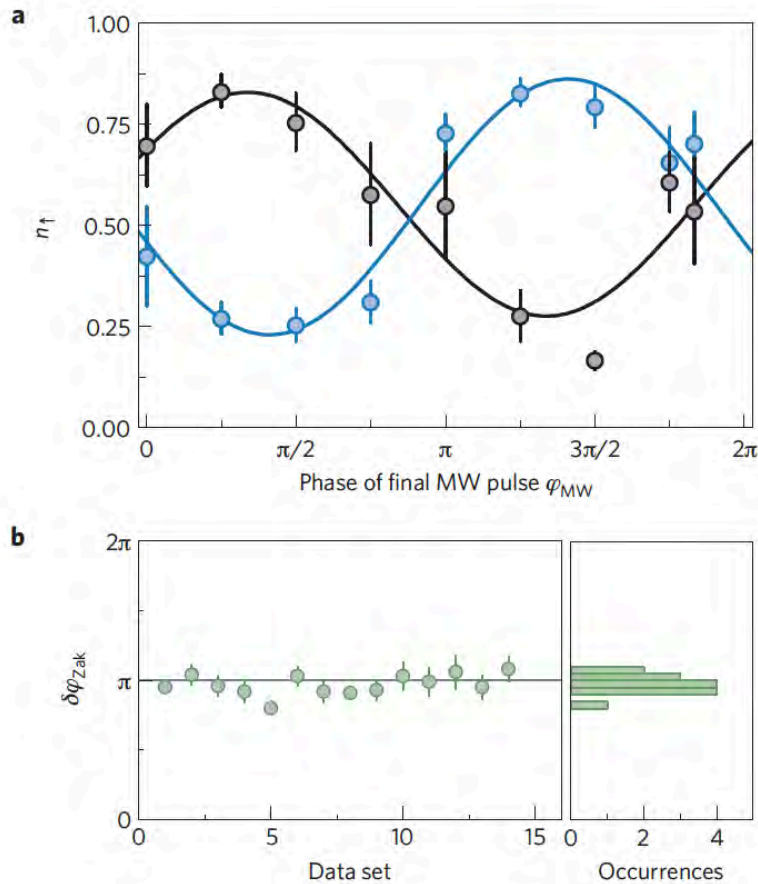 a
1.00
0.75
0.50
0.25
0.00
n↑
0 π/2 π 3π/2 2π
Phase of final MW pulse φMW
b
2π
π
0
δφZak
0 5 10 15
0 2 4
Data set
Occurrences